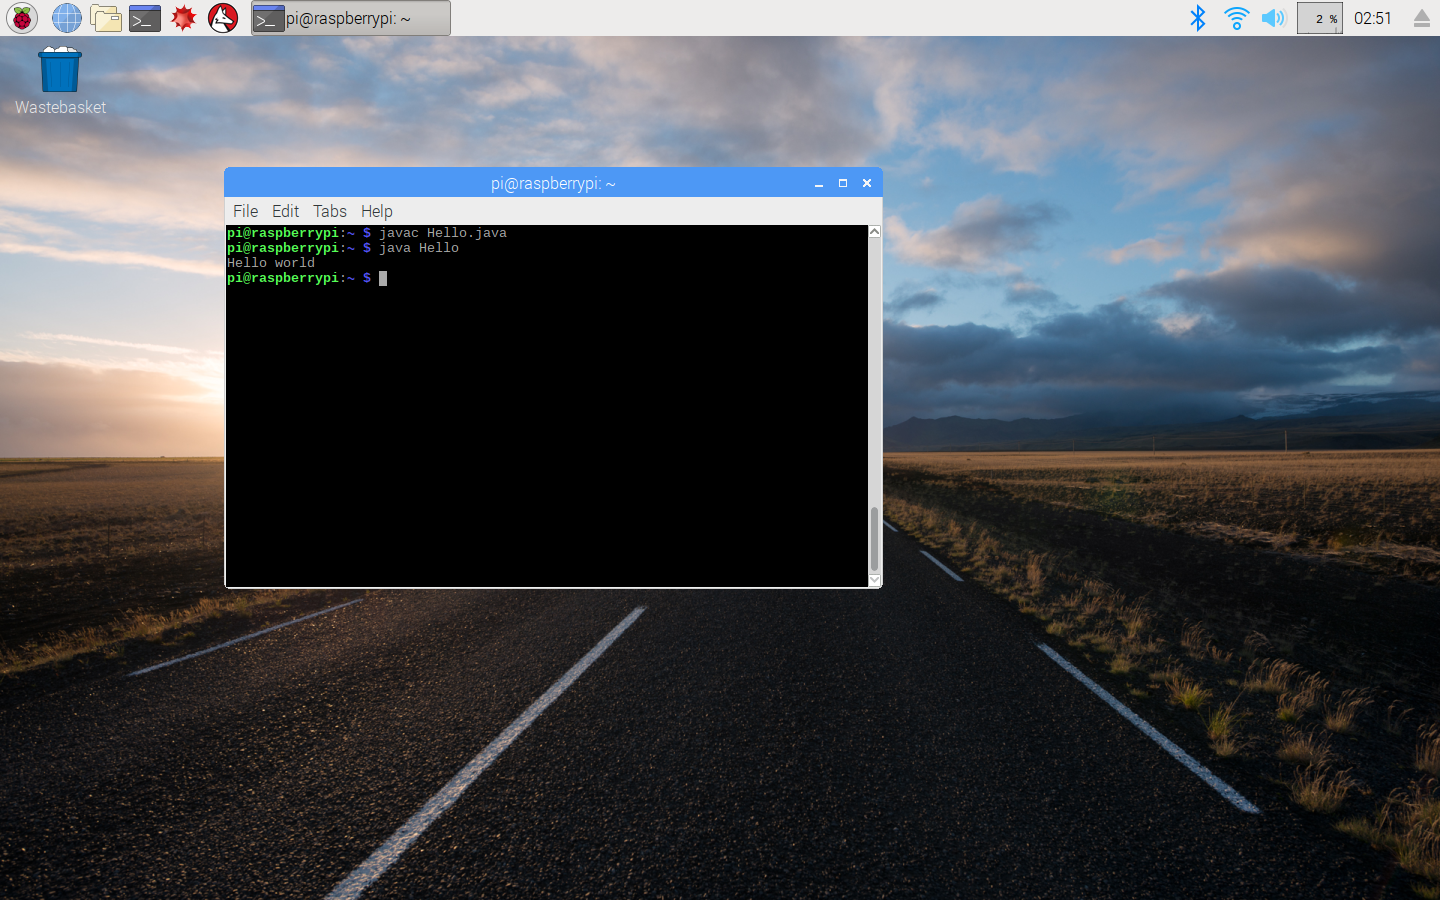 pi@raspberrypi: ~
2 %
02:51
Wastebasket
pi@raspberrypi: ~
File Edit Tabs Help
pi@raspberrypi:~ $ javac Hello.java
pi@raspberrypi:~ $ java Hello
Hello world
pi@raspberrypi:~ $